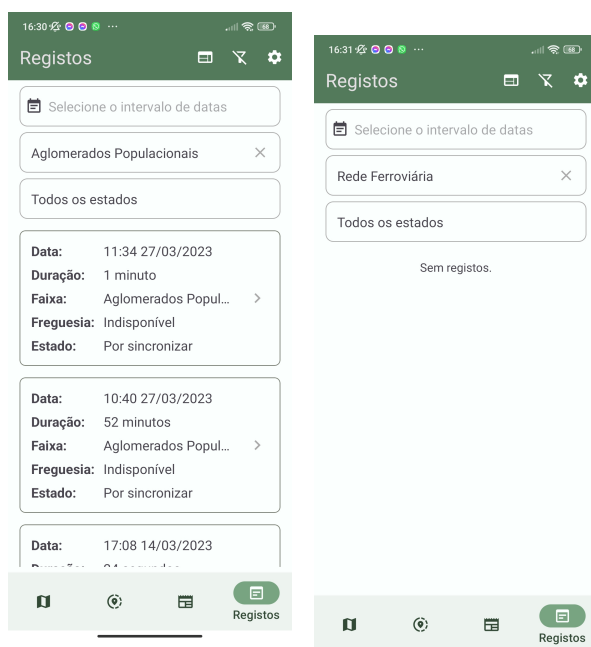 16:30
68
Registos
Selecione o intervalo de datas
Aglomerados Populacionais
Todos os estados
Data: 11:34 27/03/2023
Duração: 1 minuto
Faixa: Aglomerados Popul...
Freguesia: Indisponível
Estado: Por sincronizar
Data: 10:40 27/03/2023
Duração: 52 minutos
Faixa: Aglomerados Popul...
Freguesia: Indisponível
Estado: Por sincronizar
Data: 17:08 14/03/2023
Registos
16:31
68
Registos
Selecione o intervalo de datas
Rede Ferroviária
Todos os estados
Sem registos.
Registos